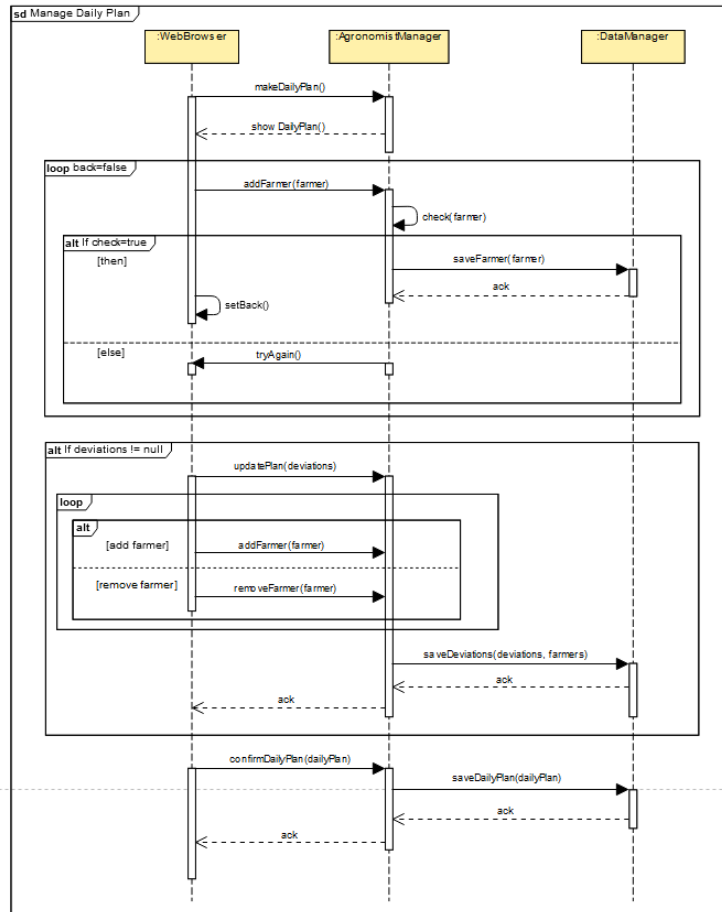 sd Manage Daily Plan
:WebBrowser
:AgronomistManager
:DataManager
makeDailyPlan()
show DailyPlan()
loop back=false
addFarmer(farmer)
check(farmer)
alt If check=true
[then]
saveFarmer(farmer)
ack
setBack()
[else]
tryAgain()
alt If deviations != null
updatePlan(deviations)
loop
alt
[add farmer]
addFarmer(farmer)
[remove farmer]
removeFarmer(farmer)
saveDeviations(deviations, farmers)
ack
ack
confirmDailyPlan(dailyPlan)
saveDailyPlan(dailyPlan)
ack
ack